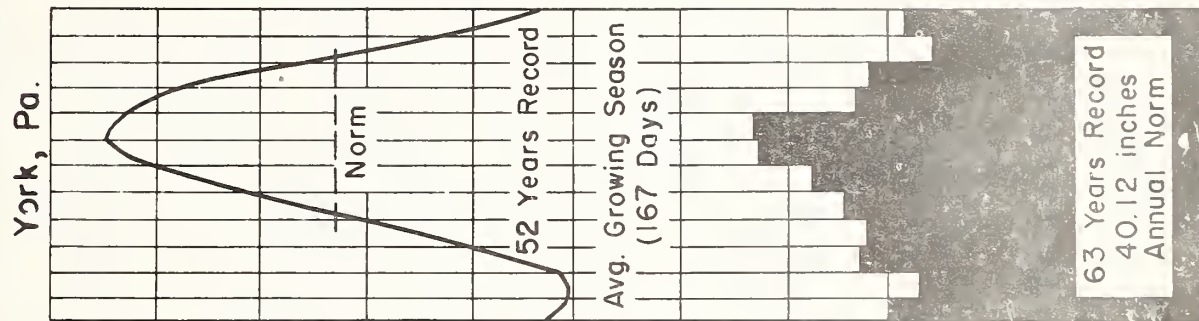 York, Pa.
Norm
52 Years Record
Avg. Growing Season
(167 Days)
63 Years Record
40.12 inches
Annual Norm